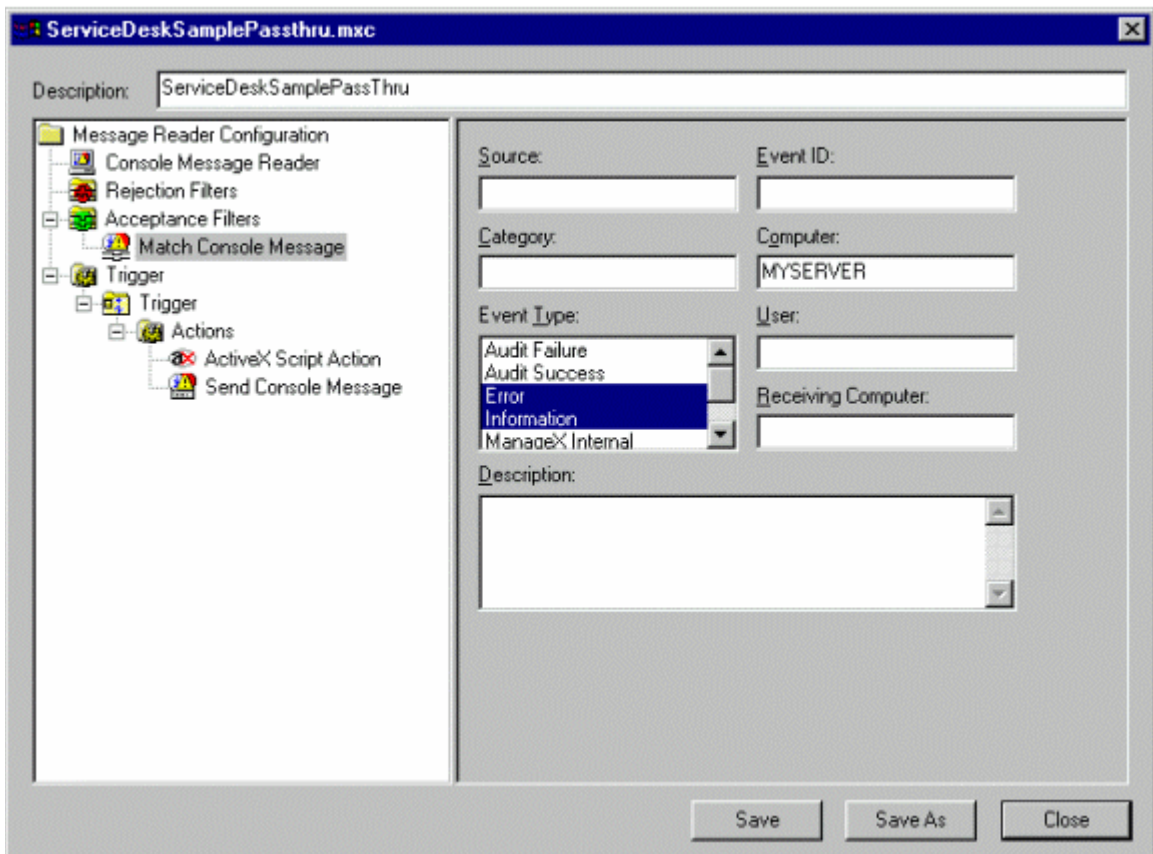 ServiceDeskSamplePassthru.mxc
Description: ServiceDeskSamplePassThru
Message Reader Configuration
Console Message Reader
Rejection Filters
Acceptance Filters
Match Console Message
Trigger
Trigger
Actions
ActiveX Script Action
Send Console Message
Source: Event ID:
Category: Computer:
MYSERVER
Event Type: User:
Audit Failure
Audit Success
Error
Information
ManageX Internal
Receiving Computer:
Description:
Save Save As Close